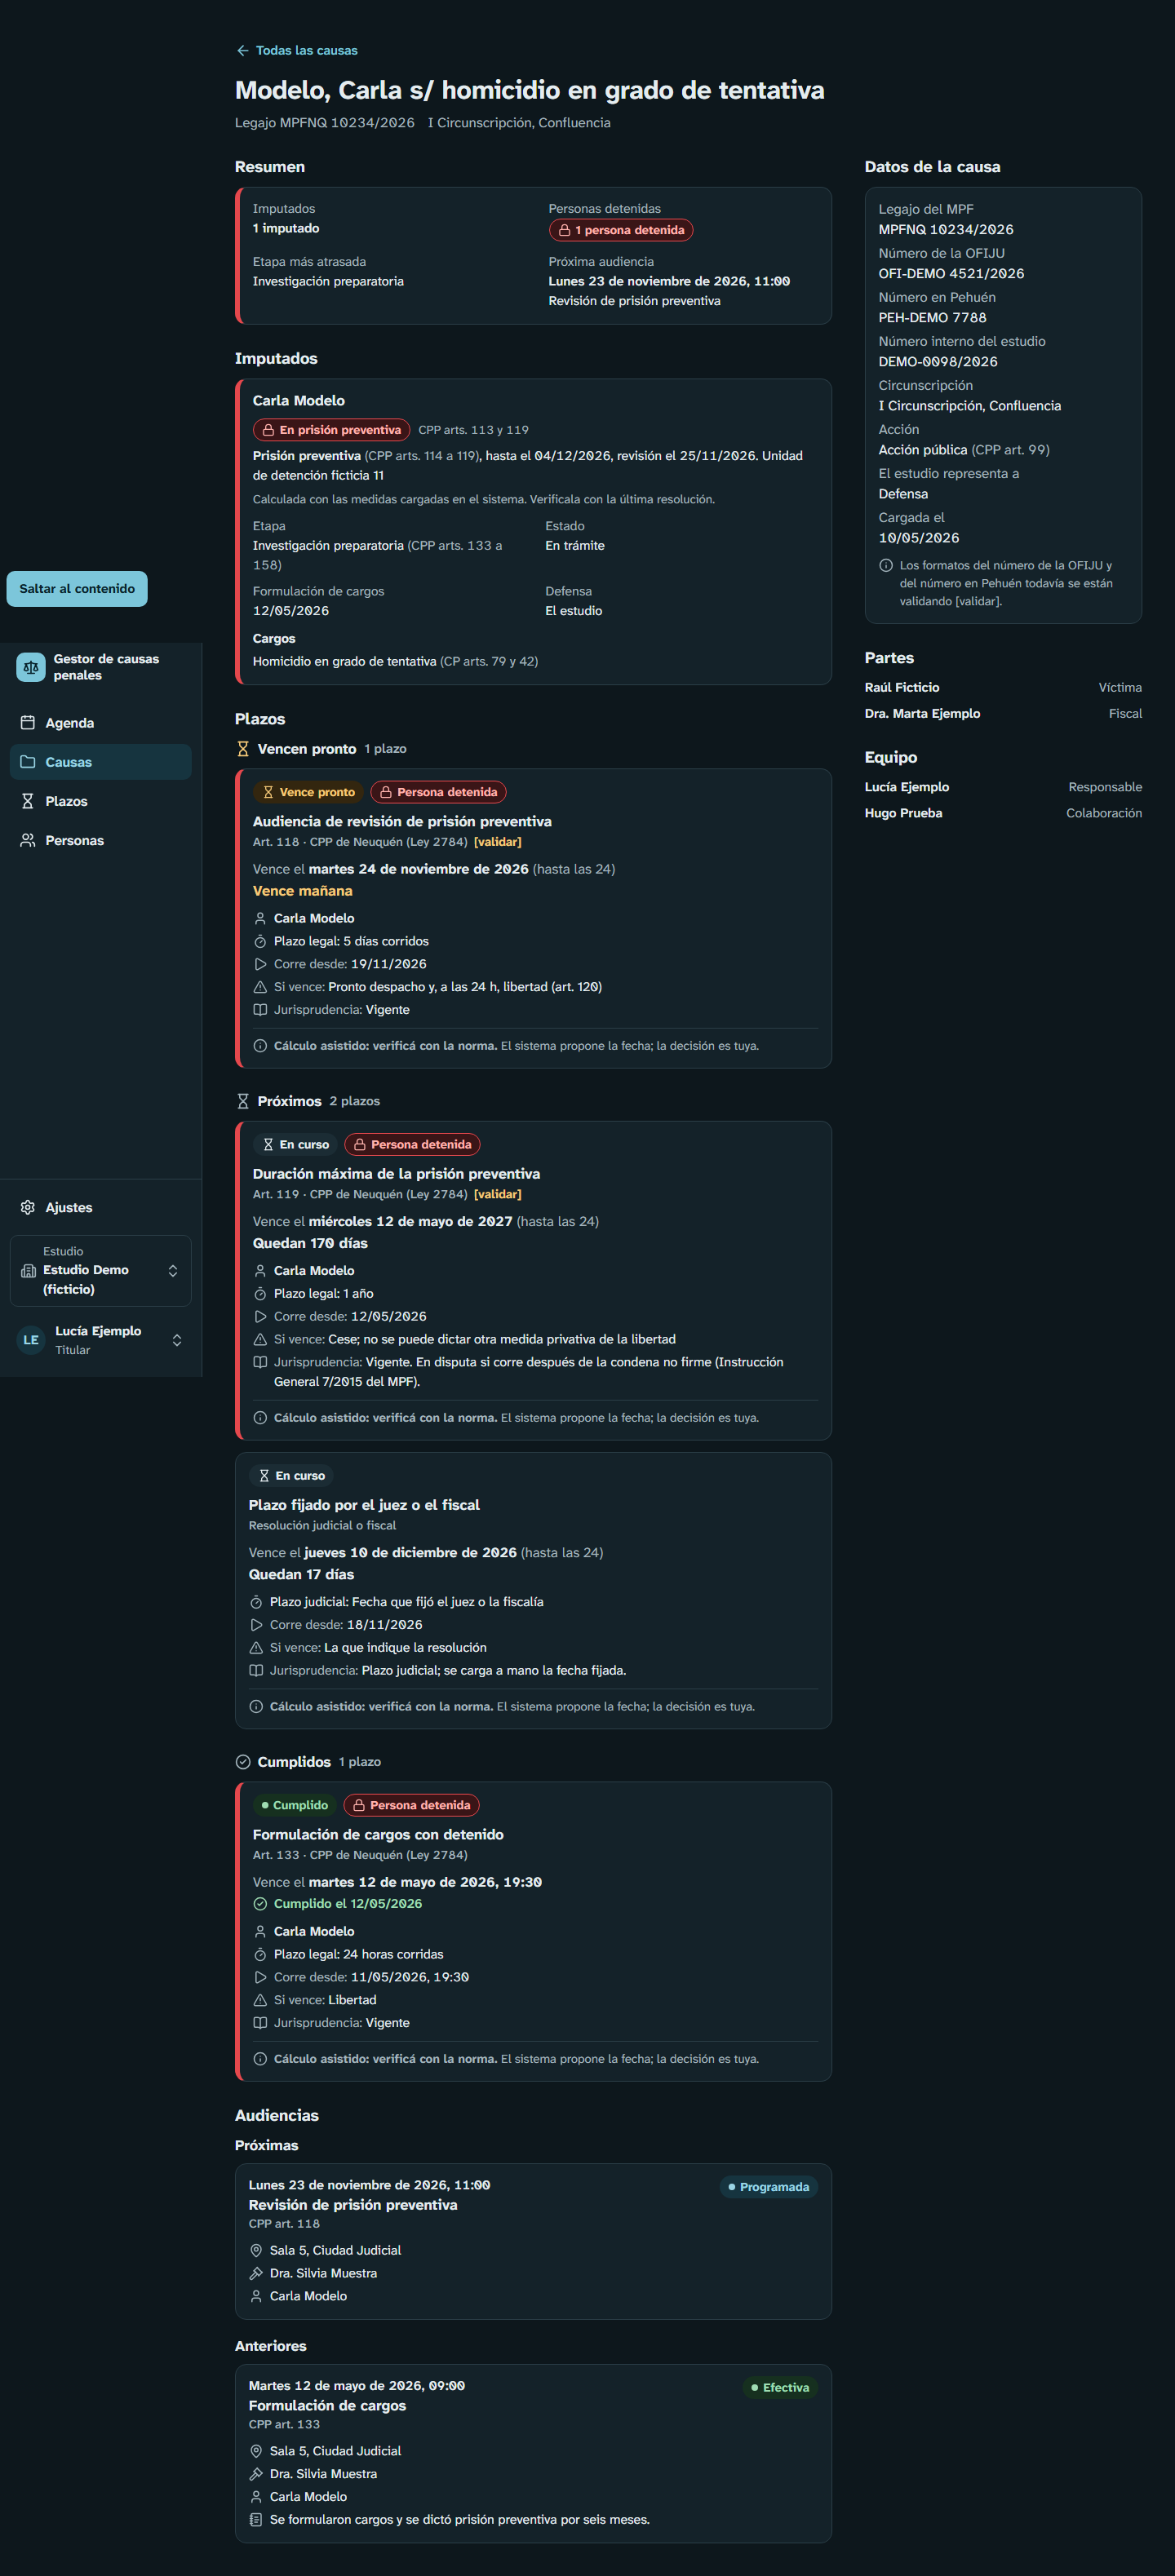 Todas las causas
Modelo, Carla s/ homicidio en grado de tentativa
Legajo MPFNQ 10234/2026 I Circunscripción, Confluencia
Resumen
Imputados
1 imputado
Personas detenidas
1 persona detenida
Etapa más atrasada
Investigación preparatoria
Próxima audiencia
Lunes 23 de noviembre de 2026, 11:00
Revisión de prisión preventiva
Imputados
Carla Modelo
En prisión preventiva CPP arts. 113 y 119
Prisión preventiva (CPP arts. 114 a 119), hasta el 04/12/2026, revisión el 25/11/2026. Unidad
de detención ficticia 11
Calculada con las medidas cargadas en el sistema. Verificala con la última resolución.
Etapa
Investigación preparatoria (CPP arts. 133 a
158)
Estado
En trámite
Formulación de cargos
12/05/2026
Defensa
El estudio
Cargos
Homicidio en grado de tentativa (CP arts. 79 y 42)
Plazos
Vencen pronto 1 plazo
Vence pronto Persona detenida
Audiencia de revisión de prisión preventiva
Art. 118 · CPP de Neuquén (Ley 2784) [validar]
Vence el martes 24 de noviembre de 2026 (hasta las 24)
Vence mañana
Carla Modelo
Plazo legal: 5 días corridos
Corre desde: 19/11/2026
Si vence: Pronto despacho y, a las 24 h, libertad (art. 120)
Jurisprudencia: Vigente
Cálculo asistido: verificá con la norma. El sistema propone la fecha; la decisión es tuya.
Próximos 2 plazos
En curso Persona detenida
Duración máxima de la prisión preventiva
Art. 119 · CPP de Neuquén (Ley 2784) [validar]
Vence el miércoles 12 de mayo de 2027 (hasta las 24)
Quedan 170 días
Carla Modelo
Plazo legal: 1 año
Corre desde: 12/05/2026
Si vence: Cese; no se puede dictar otra medida privativa de la libertad
Jurisprudencia: Vigente. En disputa si corre después de la condena no firme (Instrucción
General 7/2015 del MPF).
Cálculo asistido: verificá con la norma. El sistema propone la fecha; la decisión es tuya.
En curso
Plazo fijado por el juez o el fiscal
Resolución judicial o fiscal
Vence el jueves 10 de diciembre de 2026 (hasta las 24)
Quedan 17 días
Plazo judicial: Fecha que fijó el juez o la fiscalía
Corre desde: 18/11/2026
Si vence: La que indique la resolución
Jurisprudencia: Plazo judicial; se carga a mano la fecha fijada.
Cálculo asistido: verificá con la norma. El sistema propone la fecha; la decisión es tuya.
Cumplidos 1 plazo
Cumplido Persona detenida
Formulación de cargos con detenido
Art. 133 · CPP de Neuquén (Ley 2784)
Vence el martes 12 de mayo de 2026, 19:30
Cumplido el 12/05/2026
Carla Modelo
Plazo legal: 24 horas corridas
Corre desde: 11/05/2026, 19:30
Si vence: Libertad
Jurisprudencia: Vigente
Cálculo asistido: verificá con la norma. El sistema propone la fecha; la decisión es tuya.
Audiencias
Próximas
Lunes 23 de noviembre de 2026, 11:00
Programada
Revisión de prisión preventiva
CPP art. 118
Sala 5, Ciudad Judicial
Dra. Silvia Muestra
Carla Modelo
Anteriores
Martes 12 de mayo de 2026, 09:00
Efectiva
Formulación de cargos
CPP art. 133
Sala 5, Ciudad Judicial
Dra. Silvia Muestra
Carla Modelo
Se formularon cargos y se dictó prisión preventiva por seis meses.
Datos de la causa
Legajo del MPF
MPFNQ 10234/2026
Número de la OFIJU
OFI-DEMO 4521/2026
Número en Pehuén
PEH-DEMO 7788
Número interno del estudio
DEMO-0098/2026
Circunscripción
I Circunscripción, Confluencia
Acción
Acción pública (CPP art. 99)
El estudio representa a
Defensa
Cargada el
10/05/2026
Los formatos del número de la OFIJU y
del número en Pehuén todavía se están
validando [validar].
Partes
Raúl Ficticio Víctima
Dra. Marta Ejemplo Fiscal
Equipo
Lucía Ejemplo Responsable
Hugo Prueba Colaboración
Saltar al contenido
Gestor de causas
penales
Agenda
Causas
Plazos
Personas
Ajustes
Estudio
Estudio Demo
(ficticio)
LE
Lucía Ejemplo
Titular